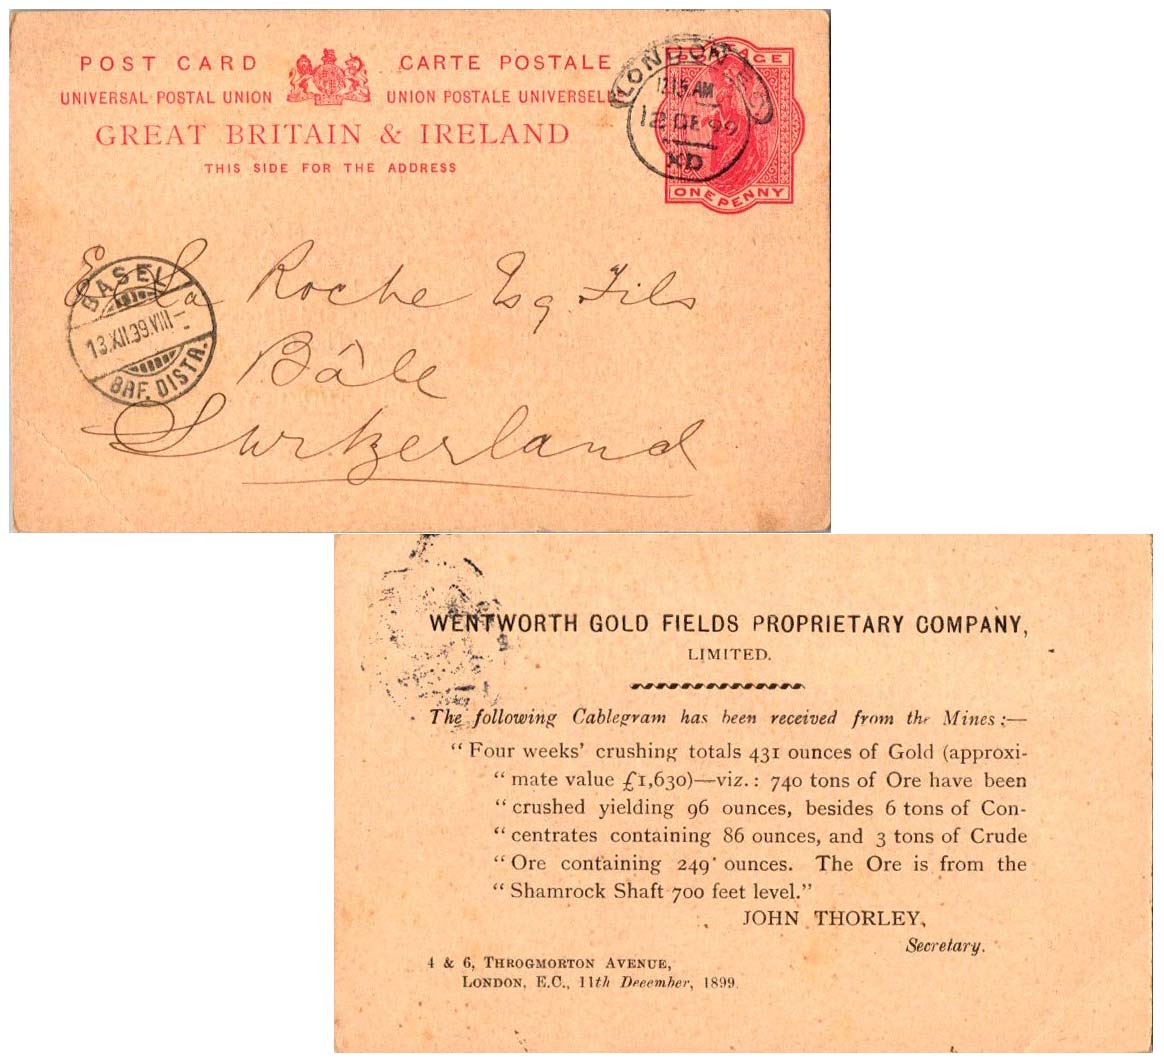 POST CARD CARTE POSTALE
UNIVERSAL POSTAL UNION UNION POSTALE UNIVERSELLE
GREAT BRITAIN & IRELAND
THIS SIDE FOR THE ADDRESS
POSTAGE
ONE PENNY
LONDON E.C.
12.15 AM
12 DE 99
XD
E La Roche Esq. Fils
Bâle
Switzerland
BASEL
13.XII.99.VIII-
BRF. DISTR.
WENTWORTH GOLD FIELDS PROPRIETARY COMPANY,
LIMITED.
The following Cablegram has been received from the Mines:—
“Four weeks’ crushing totals 431 ounces of Gold (approxi-
“mate value £1,630)—viz.: 740 tons of Ore have been
“crushed yielding 96 ounces, besides 6 tons of Con-
“centrates containing 86 ounces, and 3 tons of Crude
“Ore containing 249 ounces. The Ore is from the
“Shamrock Shaft 700 feet level.”
JOHN THORLEY,
Secretary.
4 & 6, THROGMORTON AVENUE,
LONDON, E.C., 11th December, 1899.